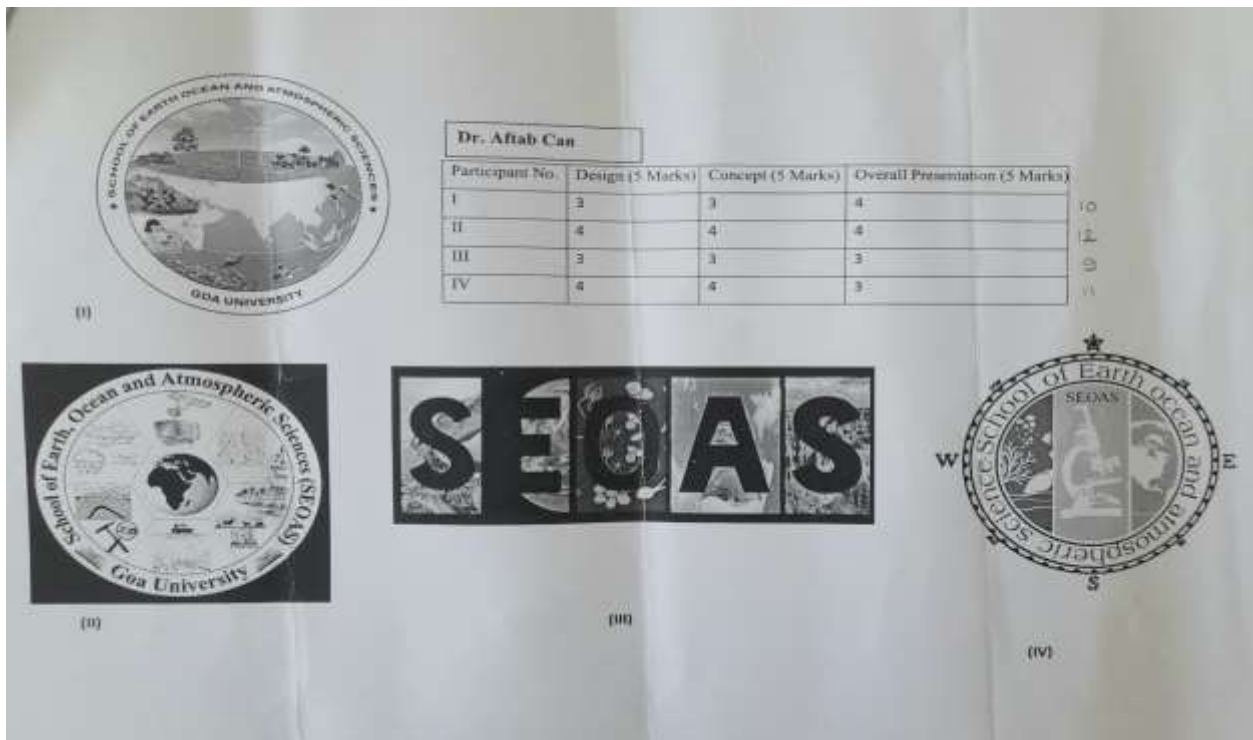 SCHOOL OF EARTH OCEAN AND ATMOSPHERIC SCIENCES
GOA UNIVERSITY
(I)
Dr. Aftab Can
Participant No. Design (5 Marks) Concept (5 Marks) Overall Presentation (5 Marks)
I 3 3 4 10
II 4 4 4 12
III 3 3 3 9
IV 4 4 3 11
School of Earth, Ocean and Atmospheric Sciences (SEOAS)
Goa University
(II)
SEOAS
(III)
School of Earth ocean and atmospheric science
SEOAS
W
E
S
(IV)